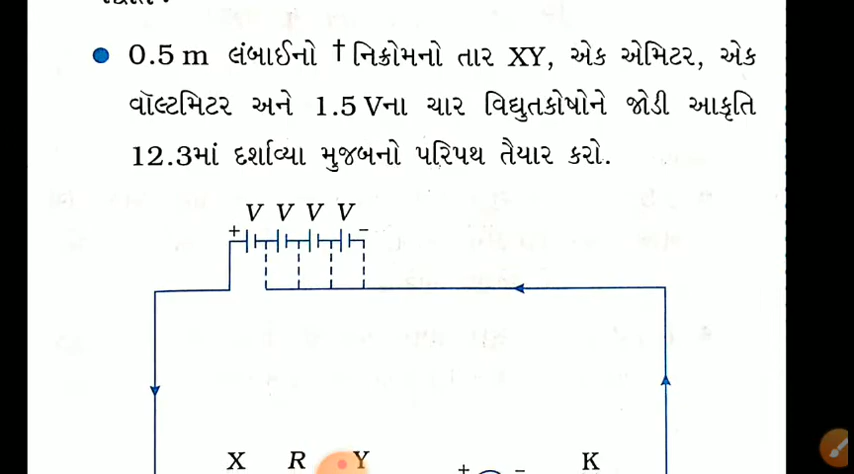 ● 0.5 m લંબાઈનો †નિક્રોમનો તાર XY, એક એમિટર, એક
વૉલ્ટમિટર અને 1.5 Vના ચાર વિદ્યુતકોષોને જોડી આકૃતિ
12.3માં દર્શાવ્યા મુજબનો પરિપથ તૈયાર કરો.
V V V V
+ −
X R Y + − K